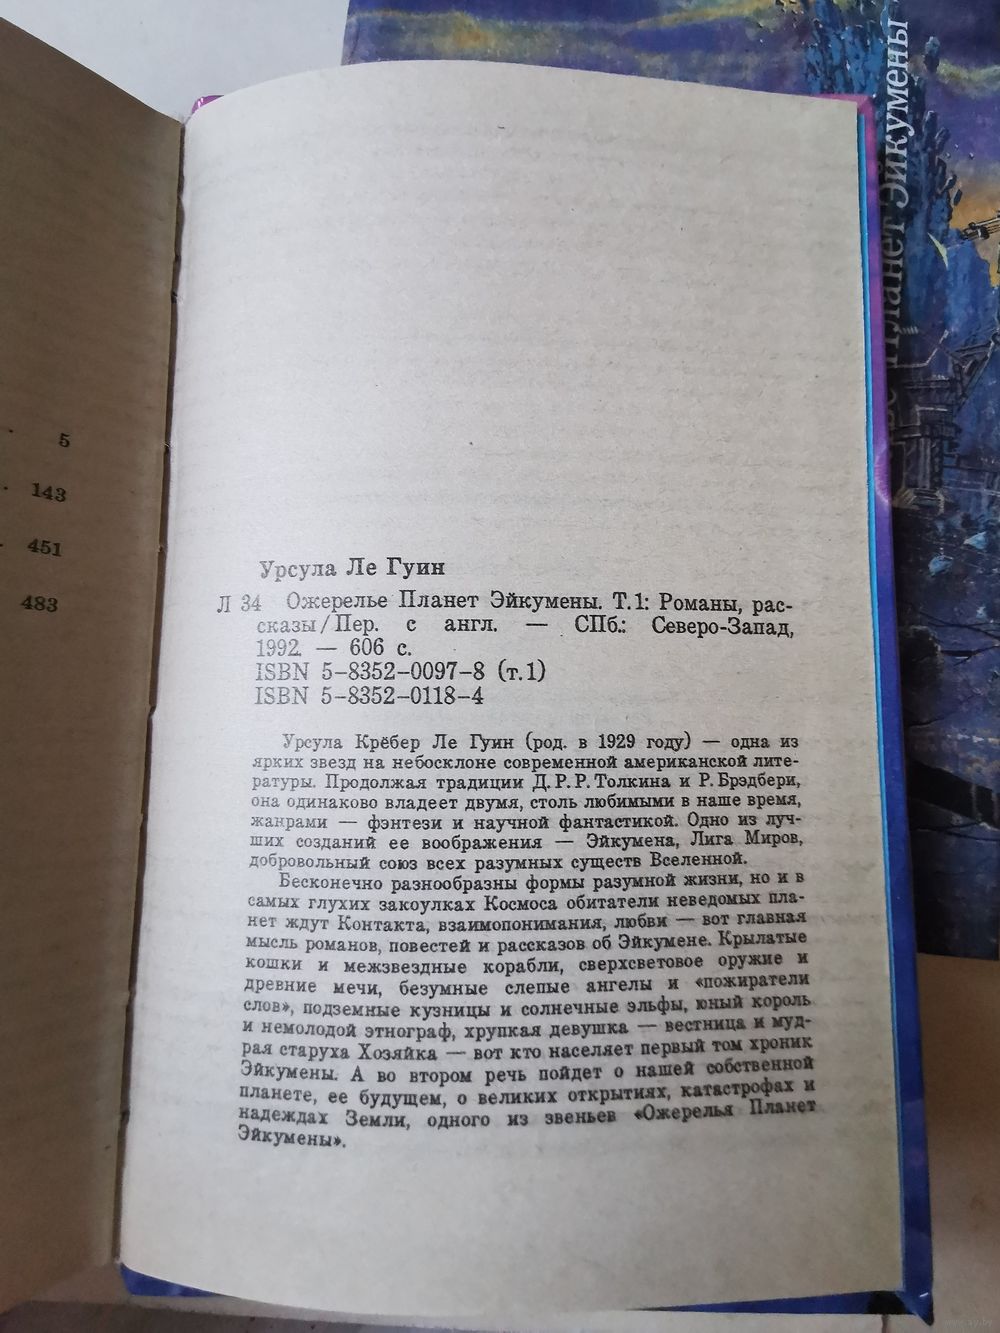 5
143
451
483
Планет Эйкумены
Урсула Ле Гуин
Л 34 Ожерелье Планет Эйкумены. Т.1: Романы, рас-
сказы/Пер. с англ. — СПб.: Северо-Запад,
1992. — 606 с.
ISBN 5-8352-0097-8 (т.1)
ISBN 5-8352-0118-4
Урсула Крёбер Ле Гуин (род. в 1929 году) — одна из
ярких звезд на небосклоне современной американской лите-
ратуры. Продолжая традиции Д.Р.Р.Толкина и Р.Брэдбери,
она одинаково владеет двумя, столь любимыми в наше время,
жанрами — фэнтези и научной фантастикой. Одно из луч-
ших созданий ее воображения — Эйкумена, Лига Миров,
добровольный союз всех разумных существ Вселенной.
Бесконечно разнообразны формы разумной жизни, но и в
самых глухих закоулках Космоса обитатели неведомых пла-
нет ждут Контакта, взаимопонимания, любви — вот главная
мысль романов, повестей и рассказов об Эйкумене. Крылатые
кошки и межзвездные корабли, сверхсветовое оружие и
древние мечи, безумные слепые ангелы и «пожиратели
слов», подземные кузницы и солнечные эльфы, юный король
и немолодой этнограф, хрупкая девушка — вестница и муд-
рая старуха Хозяйка — вот кто населяет первый том хроник
Эйкумены. А во втором речь пойдет о нашей собственной
планете, ее будущем, о великих открытиях, катастрофах и
надеждах Земли, одного из звеньев «Ожерелья Планет
Эйкумены».